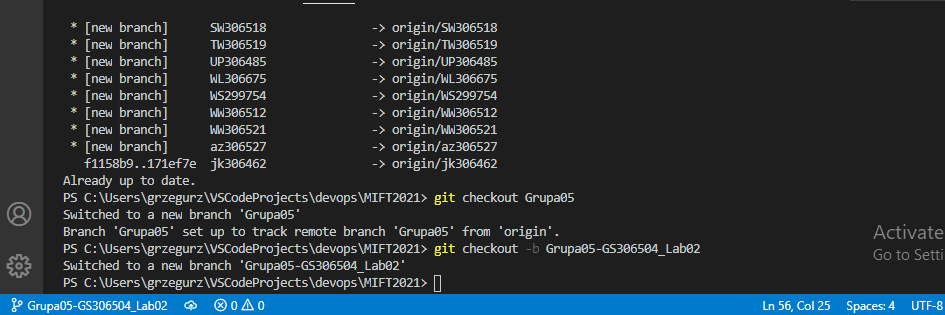 * [new branch]      SW306518             -> origin/SW306518
* [new branch]      TW306519             -> origin/TW306519
* [new branch]      UP306485             -> origin/UP306485
* [new branch]      WL306675             -> origin/WL306675
* [new branch]      WS299754             -> origin/WS299754
* [new branch]      WW306512             -> origin/WW306512
* [new branch]      WW306521             -> origin/WW306521
* [new branch]      az306527             -> origin/az306527
f1158b9..171ef7e  jk306462             -> origin/jk306462
Already up to date.
PS C:\Users\grzegurz\VSCodeProjects\devops\MIFT2021> git checkout Grupa05
Switched to a new branch 'Grupa05'
Branch 'Grupa05' set up to track remote branch 'Grupa05' from 'origin'.
PS C:\Users\grzegurz\VSCodeProjects\devops\MIFT2021> git checkout -b Grupa05-GS306504_Lab02
Switched to a new branch 'Grupa05-GS306504_Lab02'
PS C:\Users\grzegurz\VSCodeProjects\devops\MIFT2021>
Activate
Go to Setti
Grupa05-GS306504_Lab02 0 0 Ln 56, Col 25 Spaces: 4 UTF-8